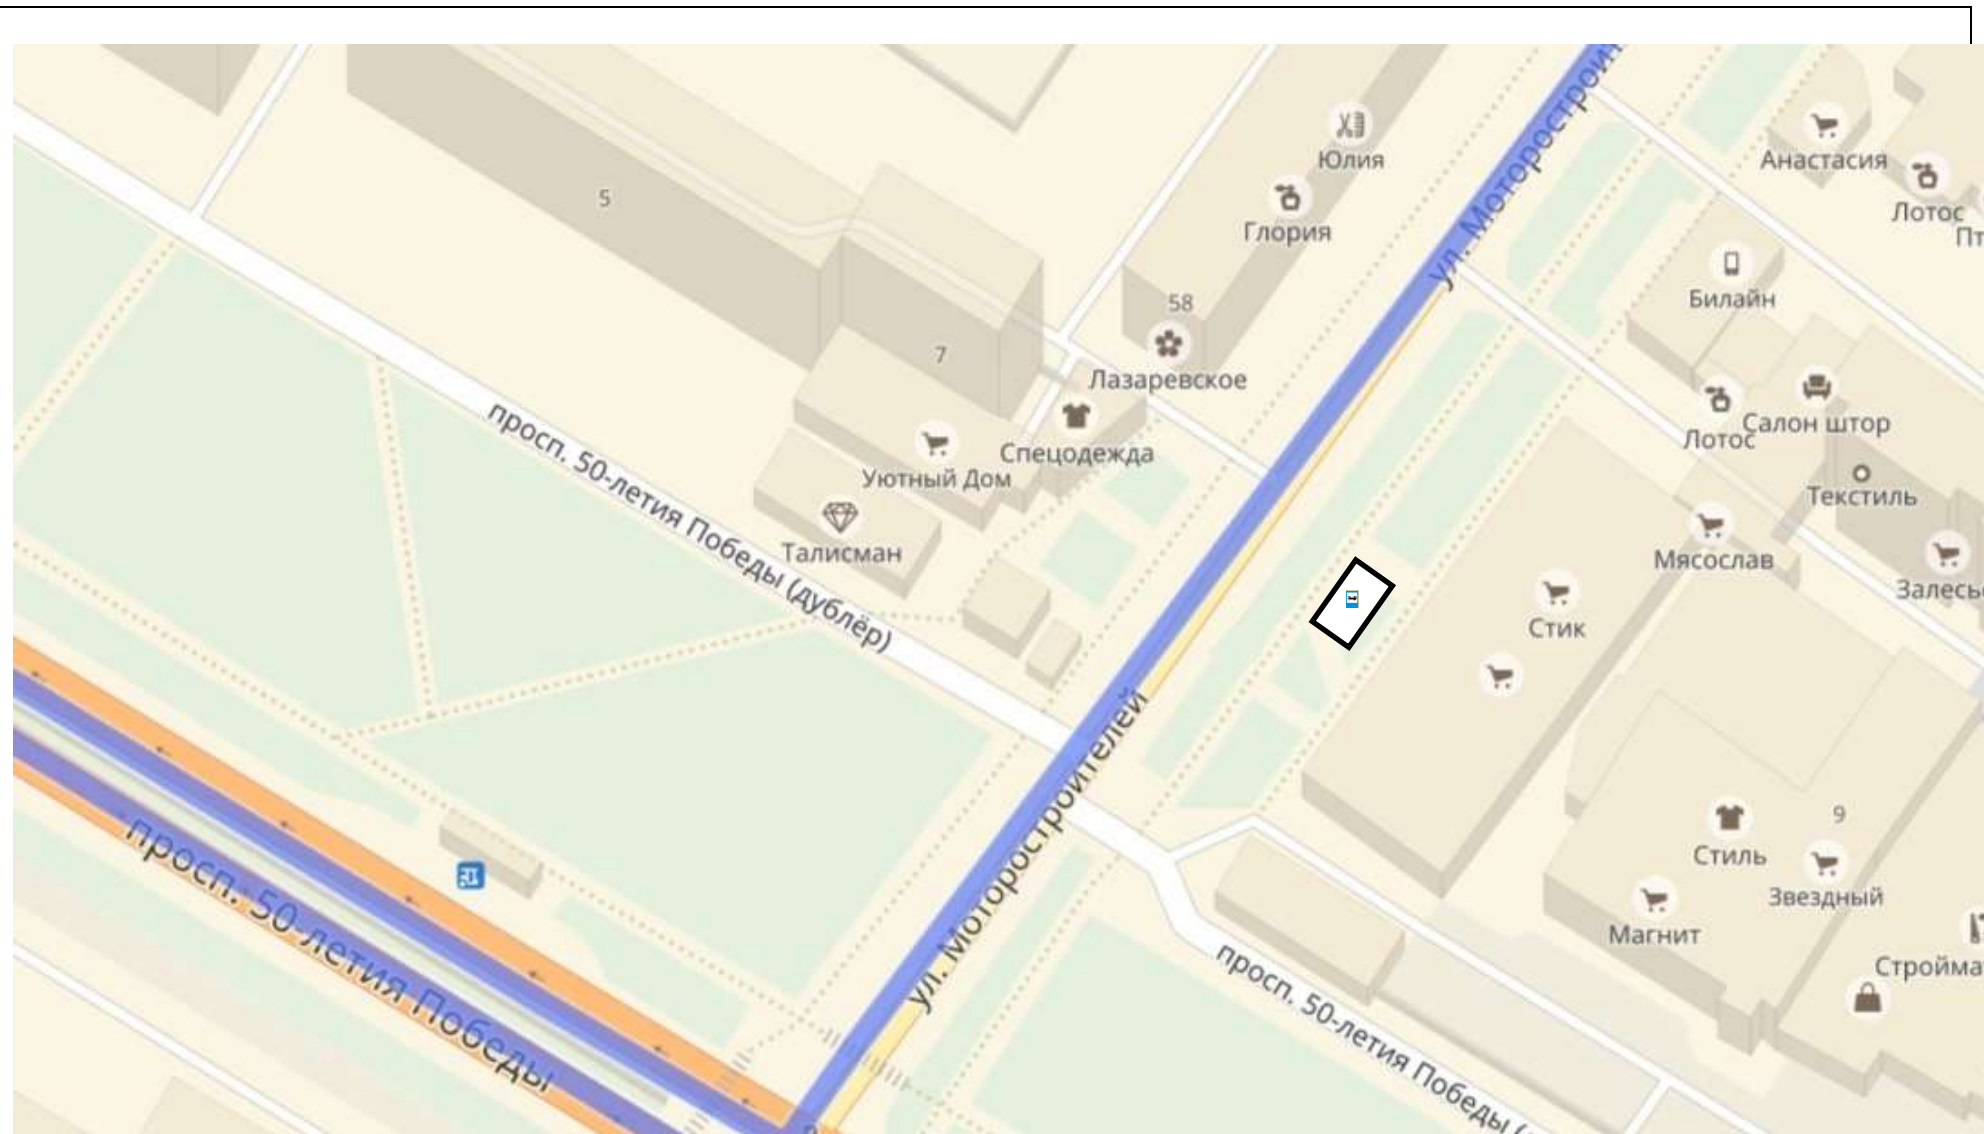 Юлия
Анастасия
Глория
Лотос
5
ул. Моторострои
Билайн
58
7
Лазаревское
Салон штор
Лотос
Спецодежда
Уютный Дом
Текстиль
просп. 50-летия Победы (дублёр)
Талисман
Мясослав
Стик
ул. Моторостроителей
9
Стиль
просп. 50-летия Победы
Звездный
Магнит
просп. 50-летия Победы (